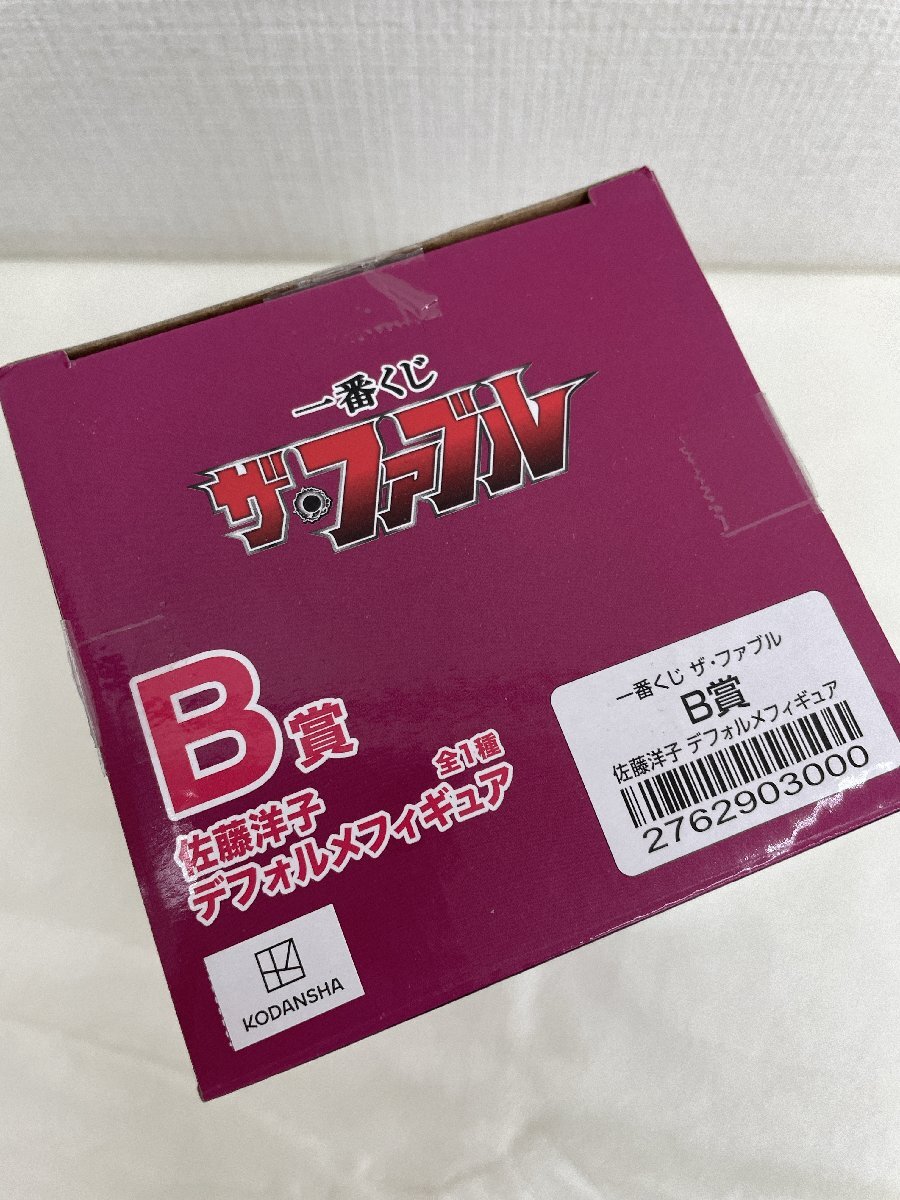 一番くじ
ザ・ファブル
B賞
佐藤洋子 全1種
デフォルメフィギュア
KODANSHA
一番くじ ザ・ファブル
B賞
佐藤洋子 デフォルメフィギュア
2762903000